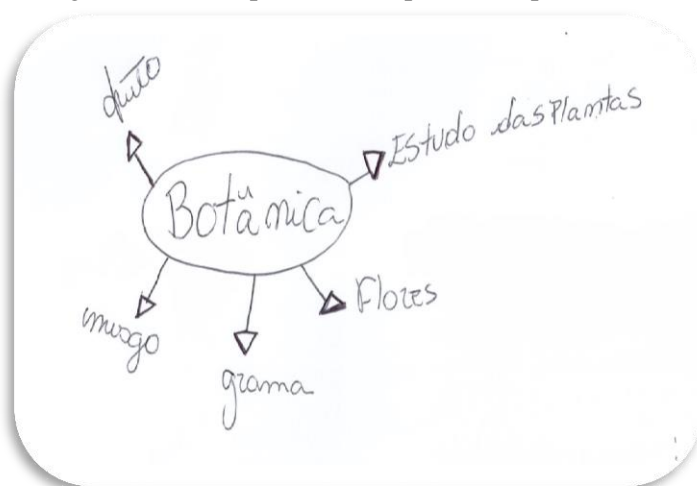 fruto
Estudo das Plantas
Botânica
Flores
musgo
grama